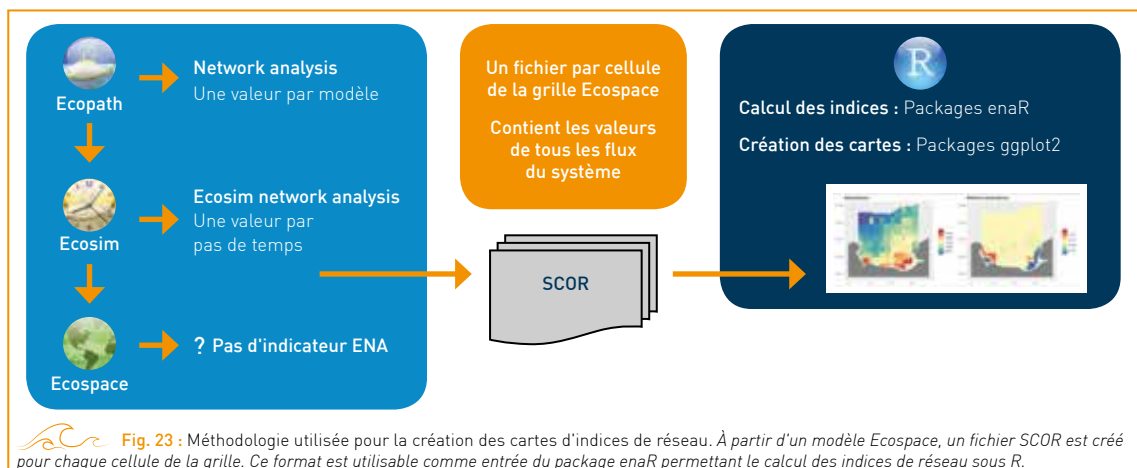 Ecopath
Network analysis
Une valeur par modèle
Ecosim
Ecosim network analysis
Une valeur par
pas de temps
Ecospace
? Pas d'indicateur ENA
Un fichier par cellule
de la grille Ecospace
Contient les valeurs
de tous les flux
du système
SCOR
R
Calcul des indices : Packages enaR
Création des cartes : Packages ggplot2
Fig. 23 : Méthodologie utilisée pour la création des cartes d'indices de réseau. À partir d'un modèle Ecospace, un fichier SCOR est créé
pour chaque cellule de la grille. Ce format est utilisable comme entrée du package enaR permettant le calcul des indices de réseau sous R.